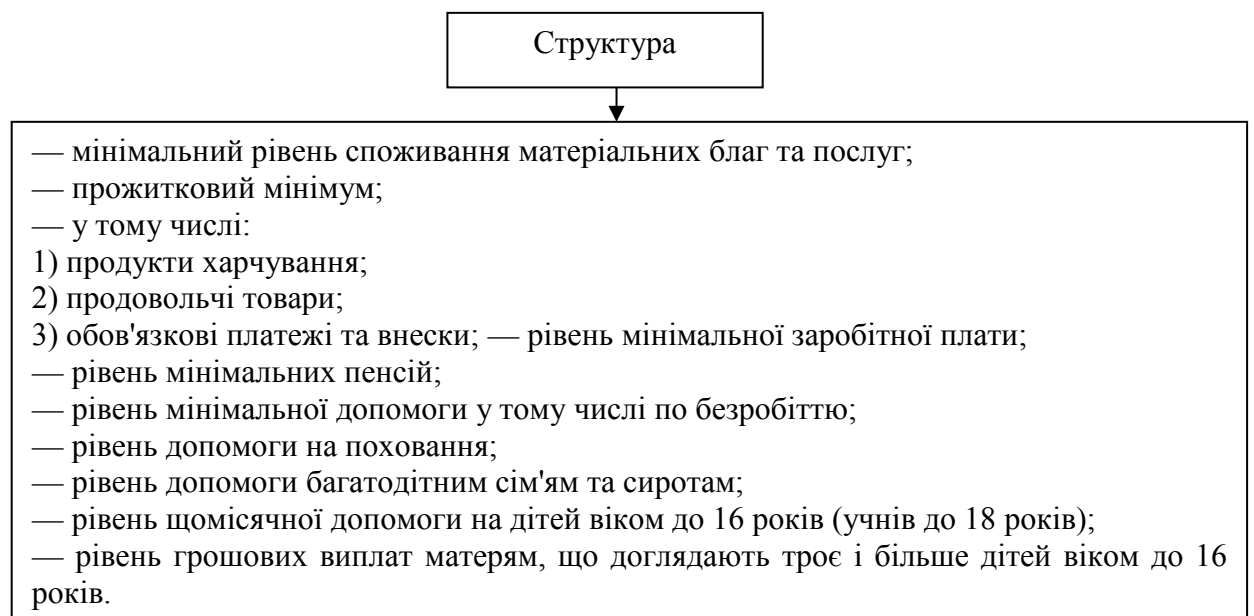 Структура
— мінімальний рівень споживання матеріальних благ та послуг;
— прожитковий мінімум;
— у тому числі:
1) продукти харчування;
2) продовольчі товари;
3) обов'язкові платежі та внески; — рівень мінімальної заробітної плати;
— рівень мінімальних пенсій;
— рівень мінімальної допомоги у тому числі по безробіттю;
— рівень допомоги на поховання;
— рівень допомоги багатодітним сім'ям та сиротам;
— рівень щомісячної допомоги на дітей віком до 16 років (учнів до 18 років);
— рівень грошових виплат матерям, що доглядають троє і більше дітей віком до 16
років.